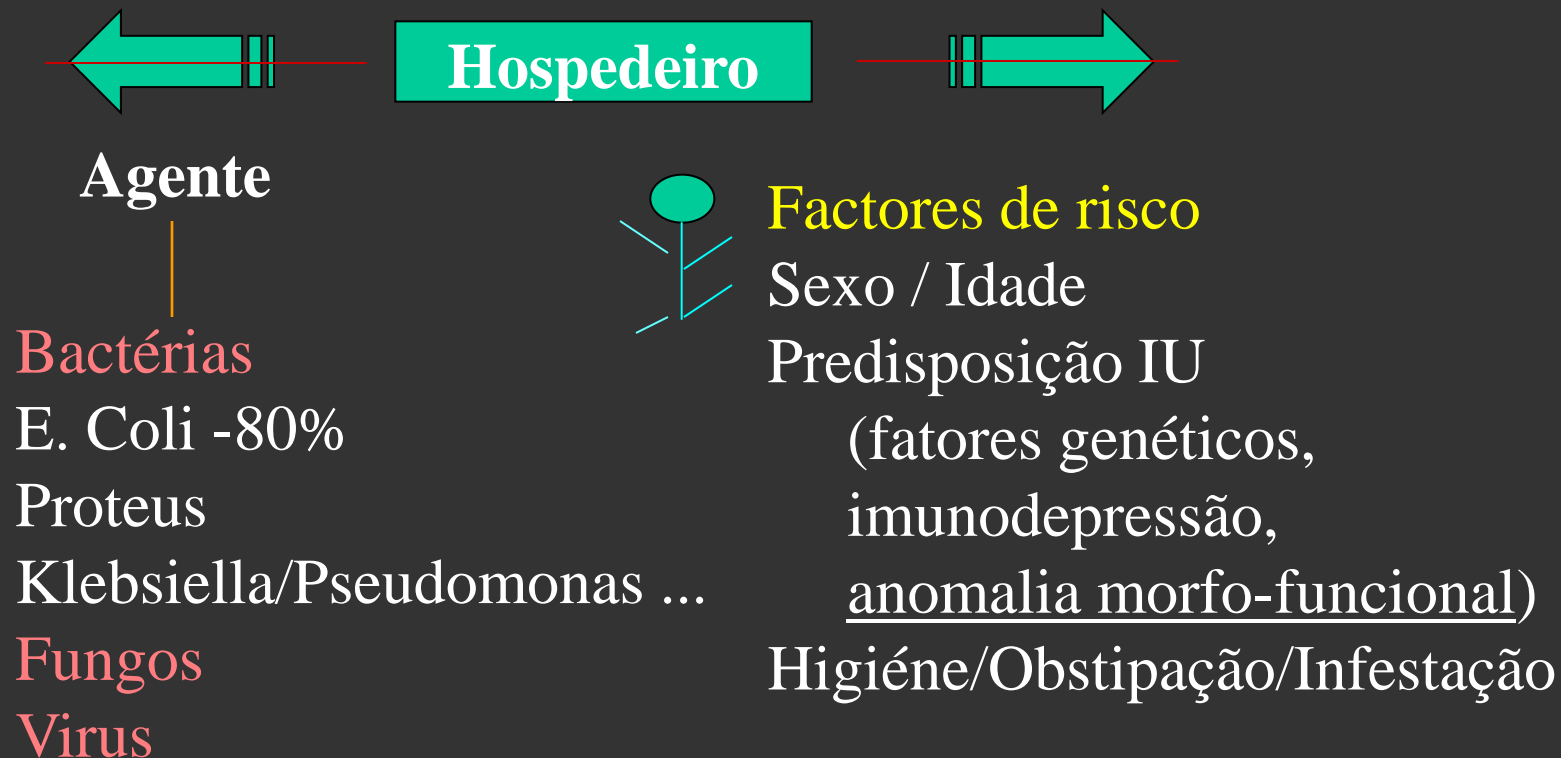 Hospedeiro
Agente
Bactérias
E. Coli -80%
Proteus
Klebsiella/Pseudomonas ...
Fungos
Virus
Factores de risco
Sexo / Idade
Predisposição IU
(fatores genéticos,
imunodepressão,
anomalia morfo-funcional)
Higiéne/Obstipação/Infestação